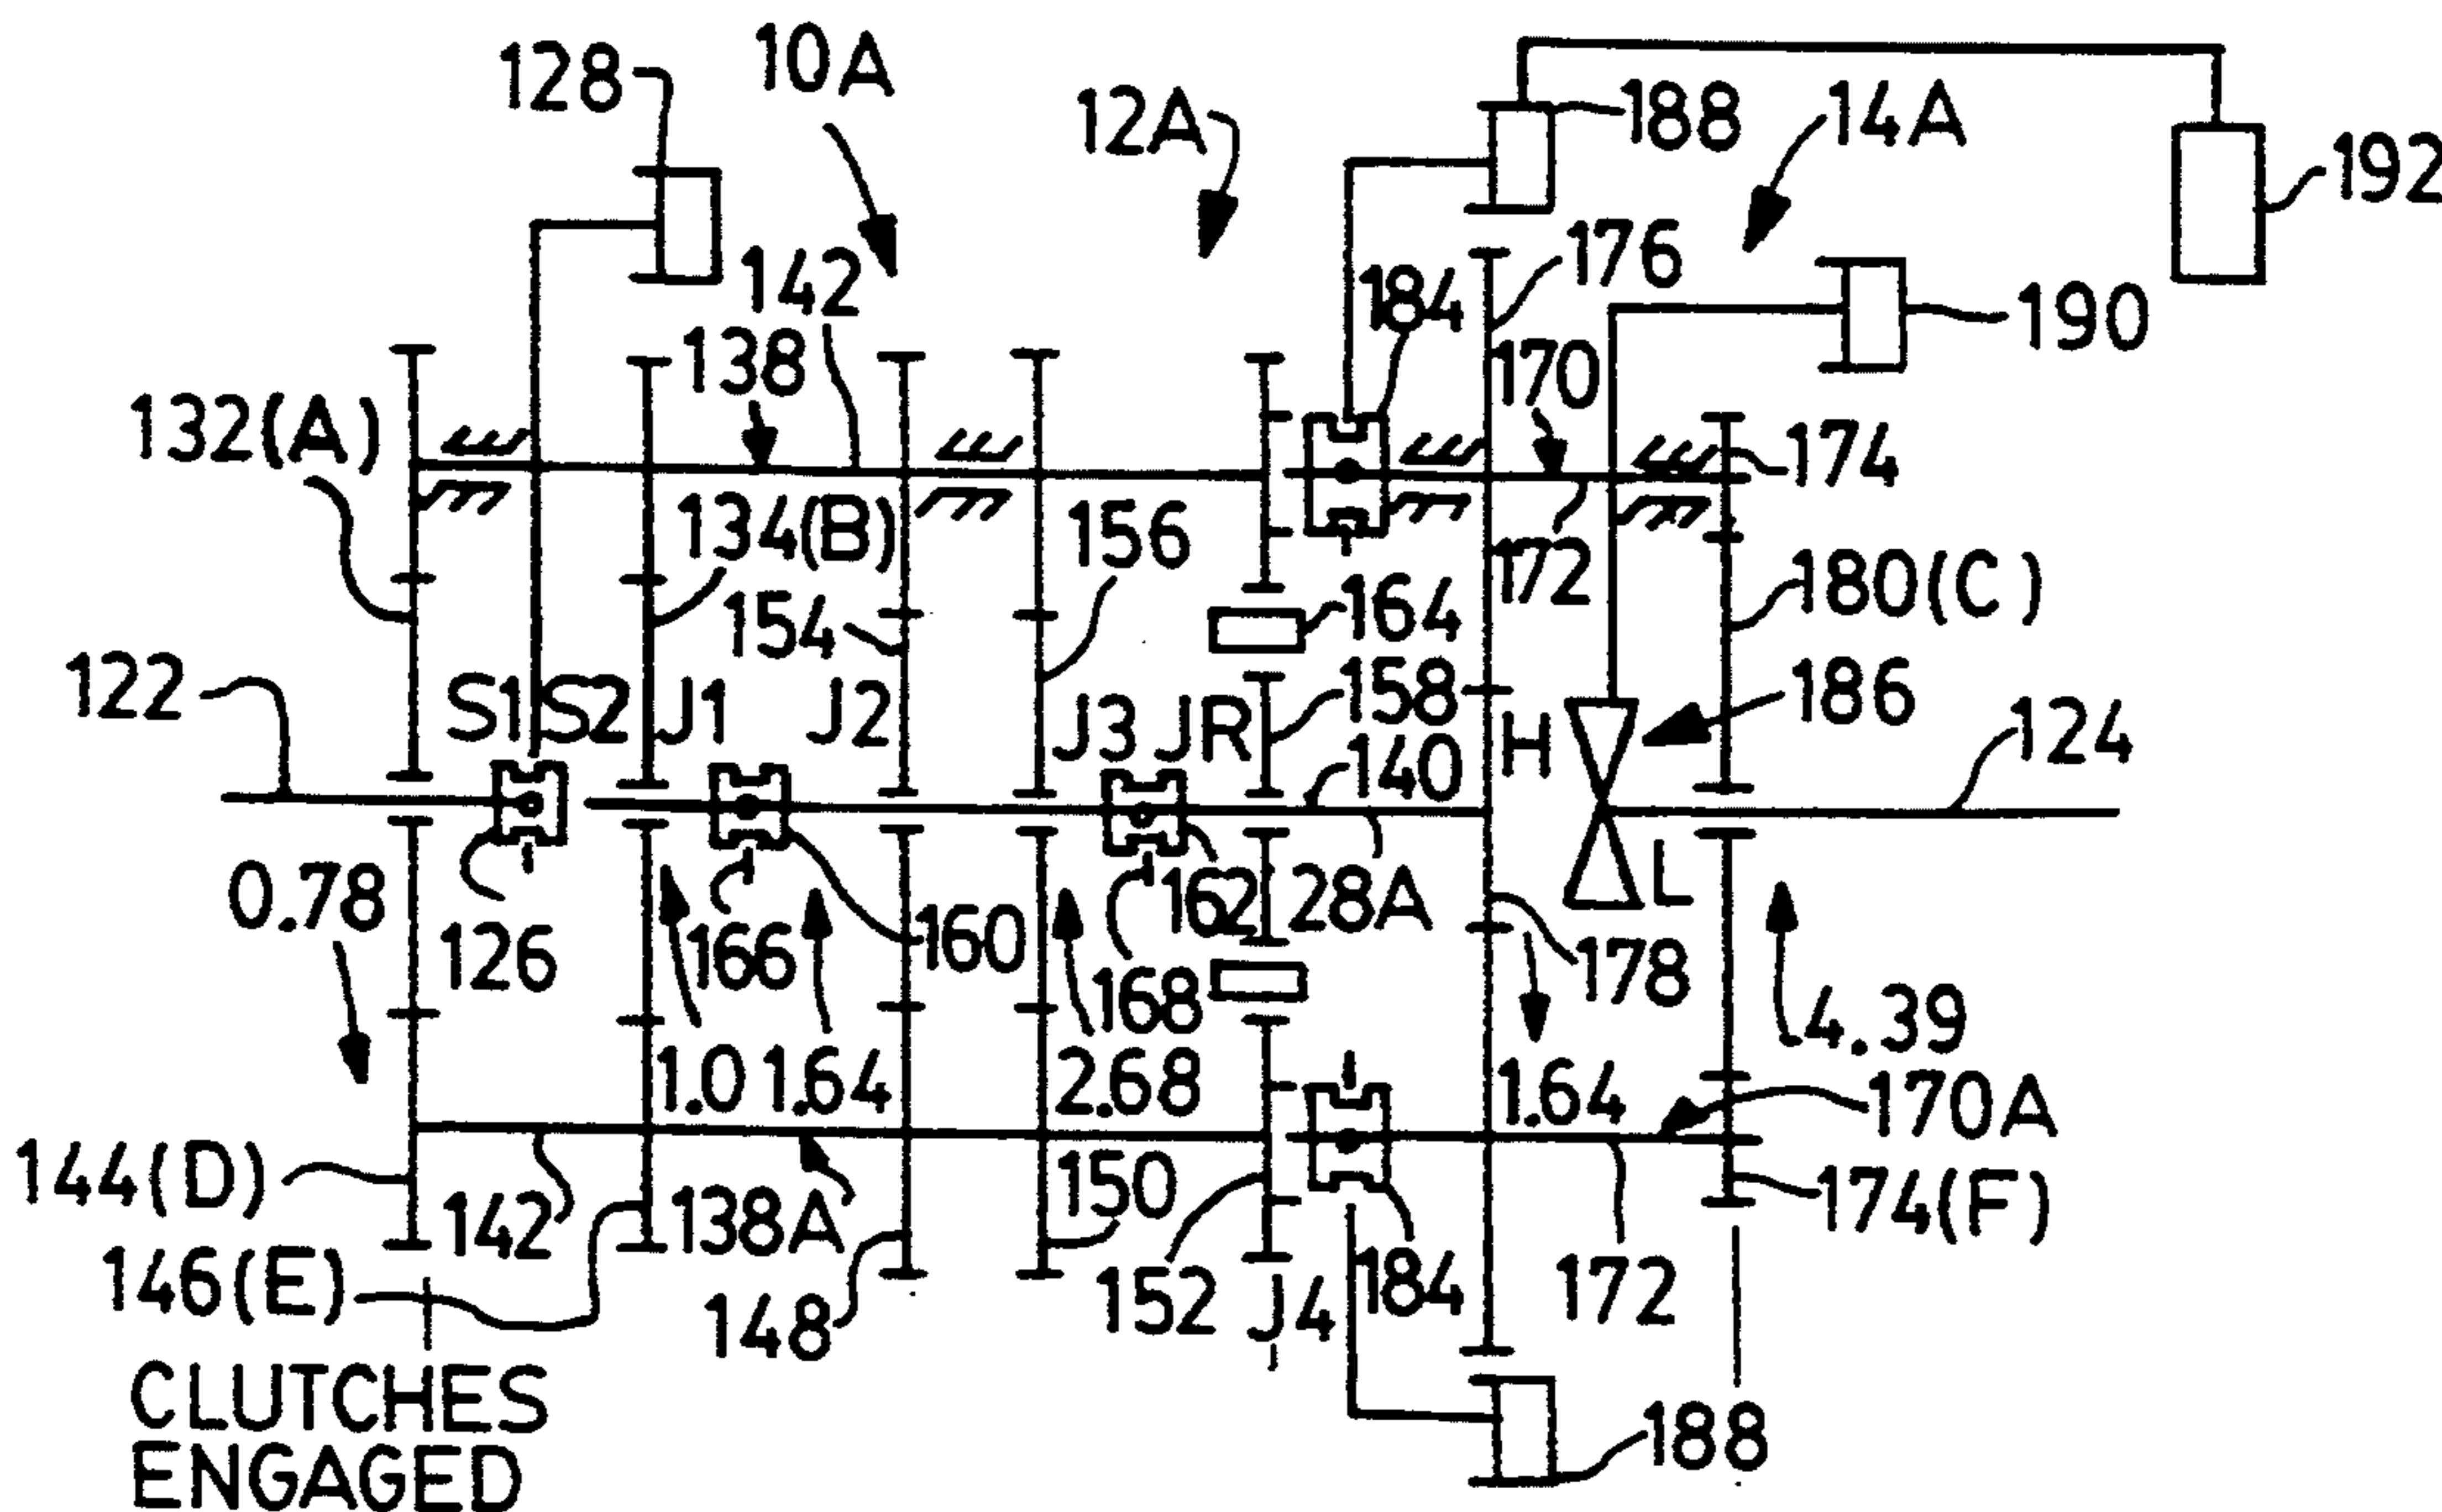 128
10A
12A
188
14A
192
142
138
184
176
170
190
132(A)
134(B)
156
174
172
180(C)
154
164
122
S1
S2
J1
J2
J3
JR
158
140
H
186
124
0.78
126
166
160
162
28A
L
168
178
4.39
1.0
1.64
2.68
1.64
170A
144(D)
142
138A
150
174(F)
146(E)
148
152
J4
184
172
188
CLUTCHES
ENGAGED